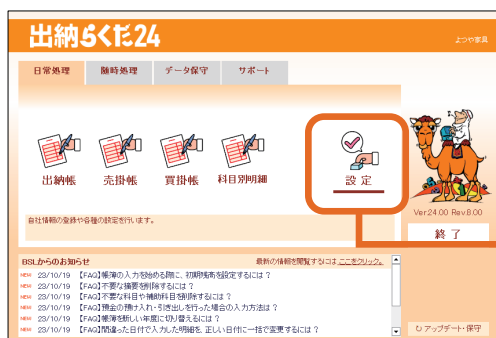 出納らくだ24
よつや家具
日常処理 随時処理 データ保守 サポート
出納帳 売掛帳 買掛帳 科目別明細 設定
自社情報の登録や各種の設定を行います。
Ver.24.00 Rev.8.00
終了
BSLからのお知らせ 最新の情報を閲覧するには ここをクリック。
NEW 23/10/19 【FAQ】帳簿の入力を始める際に、初期残高を設定するには？
NEW 23/10/19 【FAQ】不要な摘要を削除するには？
NEW 23/10/19 【FAQ】不要な科目や補助科目を削除するには？
NEW 23/10/19 【FAQ】預金の預け入れ・引き出しを行った場合の入力方法は？
NEW 23/10/19 【FAQ】帳簿を新しい年度に切り替えるには？
NEW 23/10/19 【FAQ】間違った日付で入力した明細を、正しい日付に一括で変更するには？
アップデート・保守